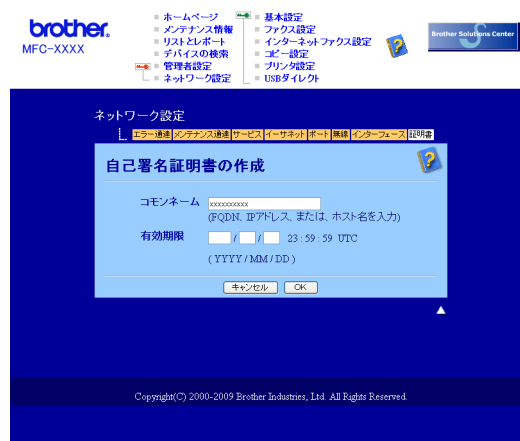 brother.
MFC-XXXX
ホームページ
メンテナンス情報
リストとレポート
デバイスの検索
管理者設定
ネットワーク設定
基本設定
ファクス設定
インターネットファクス設定
コピー設定
プリンタ設定
USBダイレクト
Brother Solutions Center
ネットワーク設定
エラー通達 メンテナンス通達 サービス イーサネット ポート 無線 インターフェース 証明書
自己署名証明書の作成
コモンネーム xxxxxxxxxx
(FQDN、IPアドレス、または、ホスト名を入力)
有効期限 / / 23 : 59 : 59 UTC
( YYYY / MM / DD )
キャンセル OK
Copyright(C) 2000-2009 Brother Industries, Ltd. All Rights Reserved.